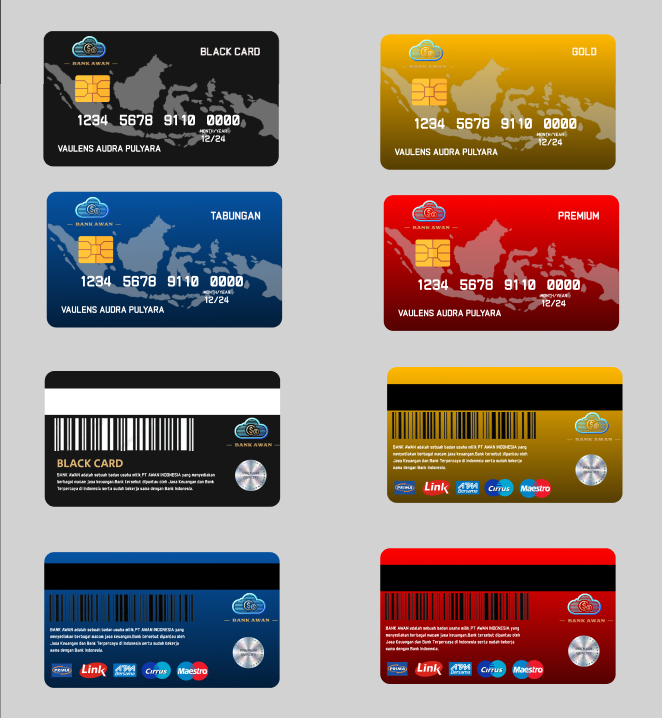 BANK AWAN
BLACK CARD
1234 5678 9110 0000
MONTH/YEAR:
12/24
VAULENS AUDRA PULYARA
BANK AWAN
GOLD
1234 5678 9110 0000
MONTH/YEAR:
12/24
VAULENS AUDRA PULYARA
BANK AWAN
TABUNGAN
1234 5678 9110 0000
MONTH/YEAR:
12/24
VAULENS AUDRA PULYARA
BANK AWAN
PREMIUM
1234 5678 9110 0000
MONTH/YEAR:
12/24
VAULENS AUDRA PULYARA
BANK AWAN
BLACK CARD
BANK AWAN adalah sebuah badan usaha milik PT AWAN INDONESIA yang menyediakan
berbagai macam jasa keuangan.Bank tersebut dipantau oleh Jasa Keuangan dan Bank
Terpercaya di Indonesia serta sudah bekerja sama dengan Bank Indonesia.
BANK AWAN
BANK AWAN adalah sebuah badan usaha milik PT AWAN INDONESIA yang
menyediakan berbagai macam jasa keuangan.Bank tersebut dipantau oleh
Jasa Keuangan dan Bank Terpercaya di Indonesia serta sudah bekerja
sama dengan Bank Indonesia.
PRIMA Link ATM Bersama Cirrus Maestro
BANK AWAN
BANK AWAN adalah sebuah badan usaha milik PT AWAN INDONESIA yang
menyediakan berbagai macam jasa keuangan.Bank tersebut dipantau oleh
Jasa Keuangan dan Bank Terpercaya di Indonesia serta sudah bekerja
sama dengan Bank Indonesia.
PRIMA Link ATM Bersama Cirrus Maestro
BANK AWAN
BANK AWAN adalah sebuah badan usaha milik PT AWAN INDONESIA yang
menyediakan berbagai macam jasa keuangan.Bank tersebut dipantau oleh
Jasa Keuangan dan Bank Terpercaya di Indonesia serta sudah bekerja
sama dengan Bank Indonesia.
PRIMA Link ATM Bersama Cirrus Maestro